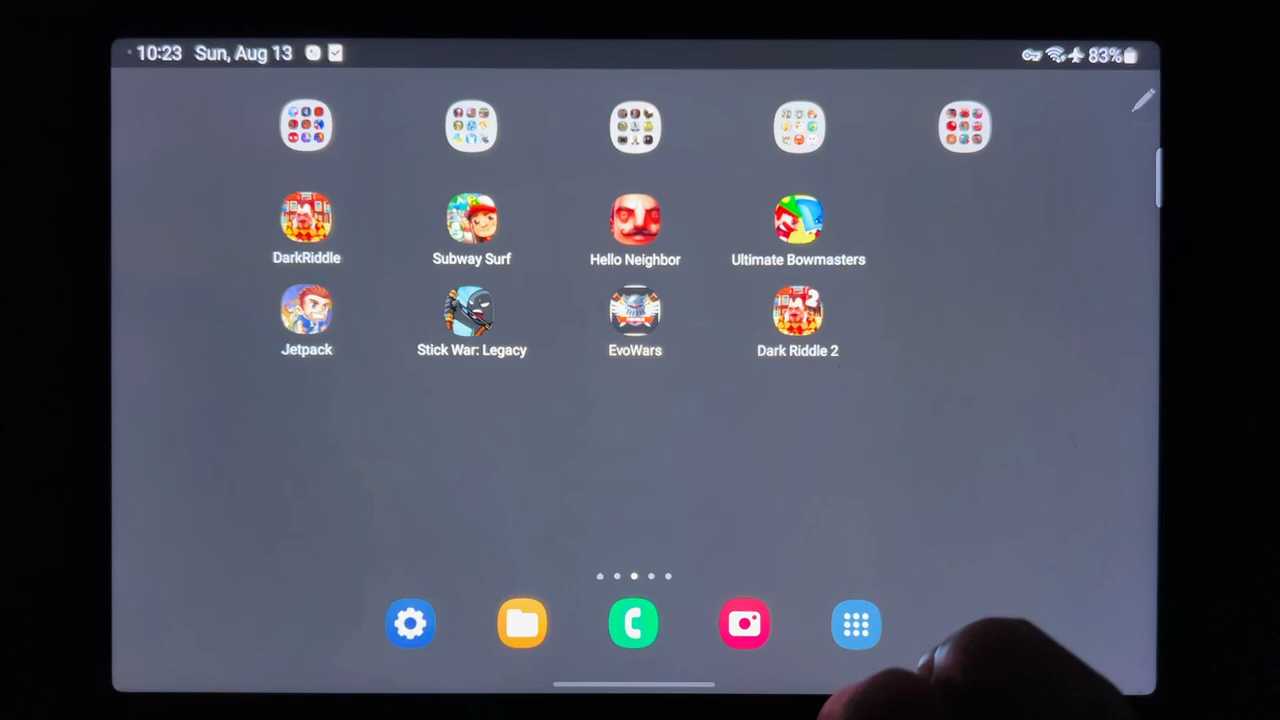 10:23 Sun, Aug 13 83%
DarkRiddle Subway Surf Hello Neighbor Ultimate Bowmasters
2
Jetpack Stick War: Legacy EvoWars Dark Riddle 2